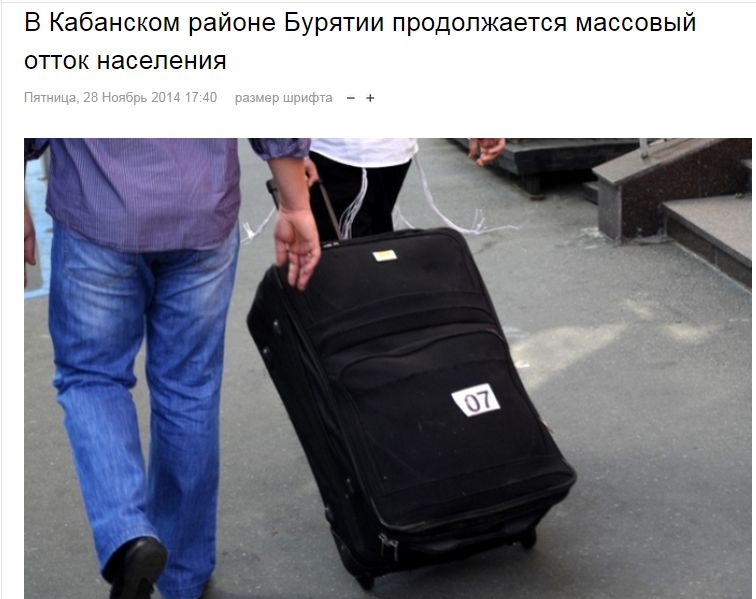 В Кабанском районе Бурятии продолжается массовый
отток населения
Пятница, 28 Ноябрь 2014 17:40 размер шрифта − +
07